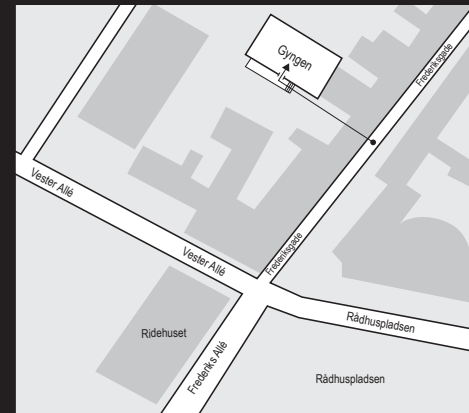 Gyngen
Frederiksgade
Vester Allé
Vester Allé
Frederiksgade
Ridehuset
Frederiks Allé
Rådhuspladsen
Rådhuspladsen